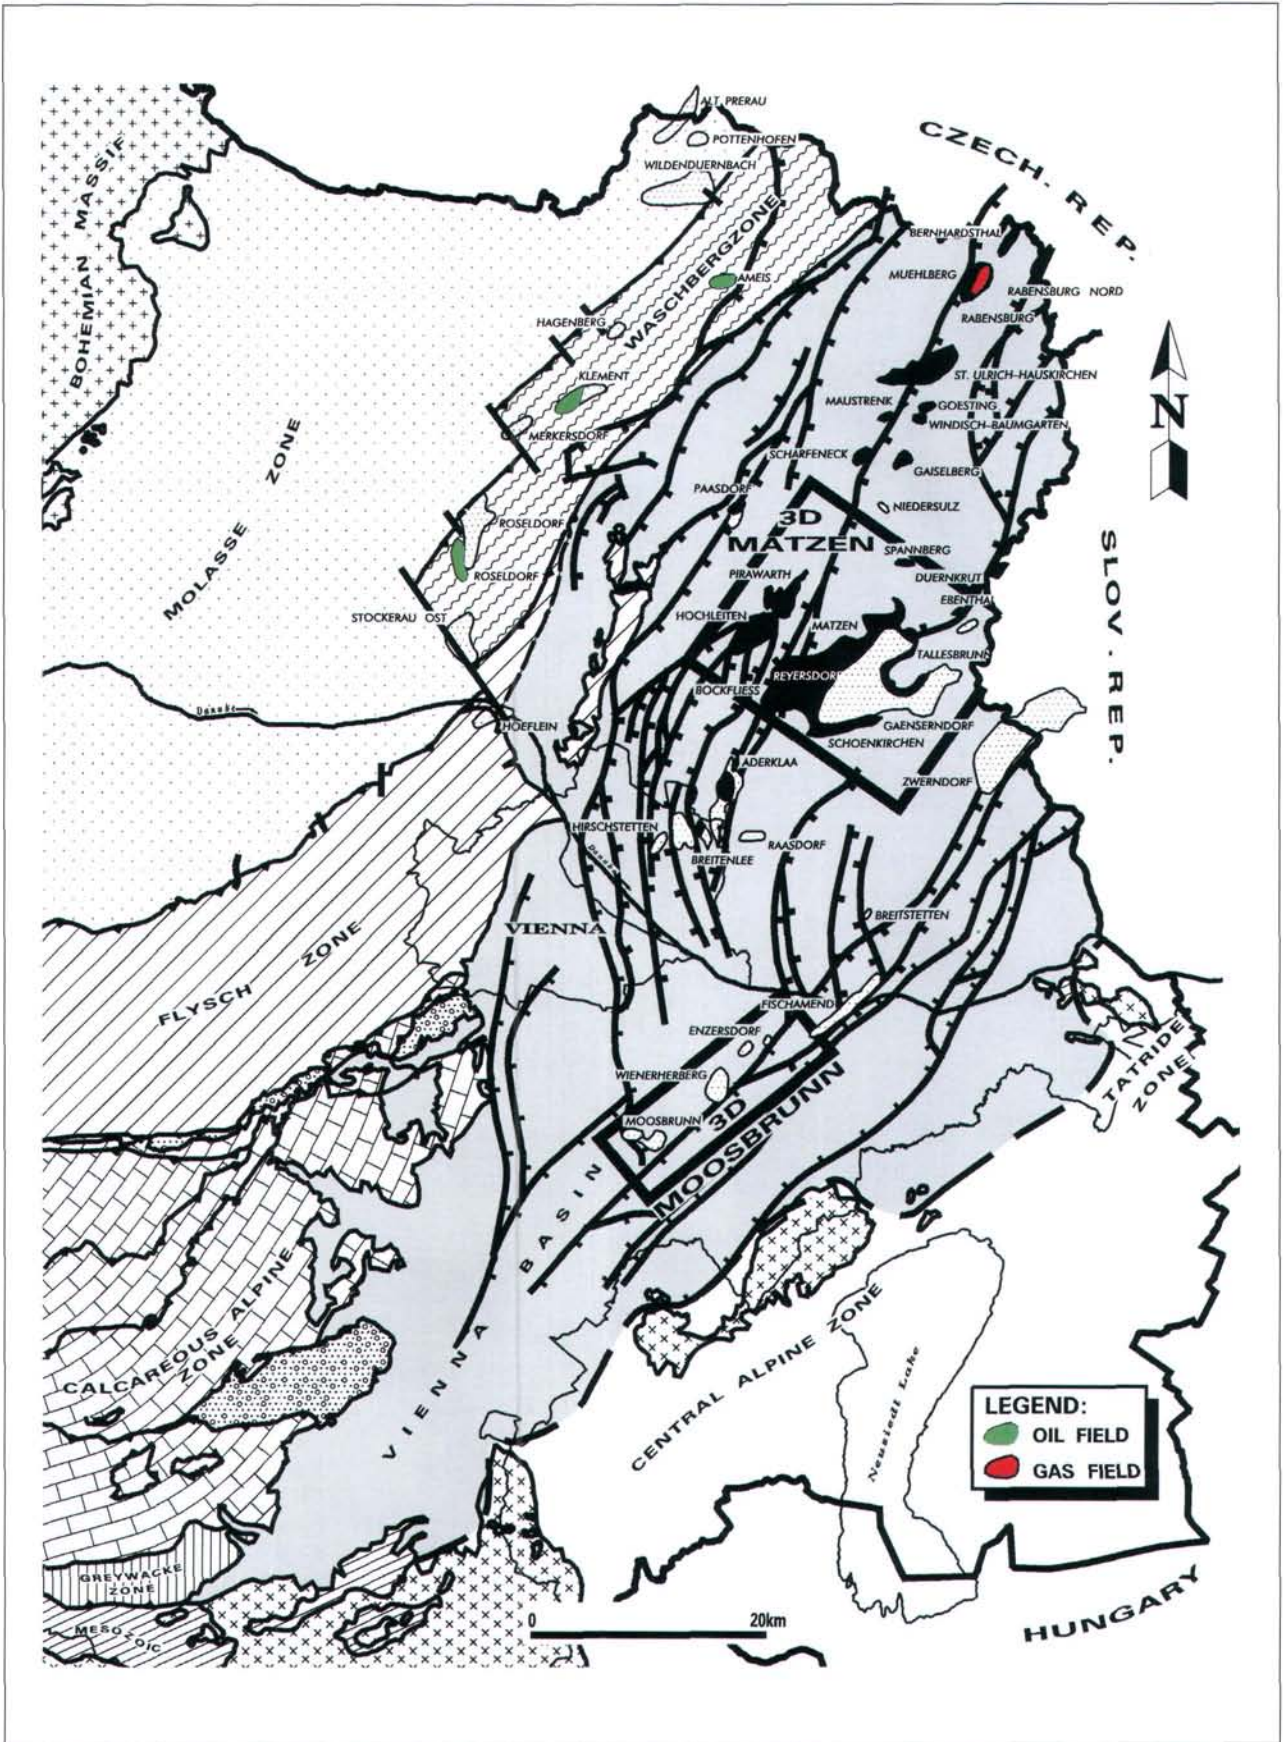 ALT PRERAU
POTTENHOFEN
WILDENDUERNBACH
CZECH. REP.
BOHEMIAN MASSIF
WASCHBERGZONE
BERNHARDSTHAL
MUEHLBERG
AMEIS
RABENSBURG NORD
RABENSBURG
HAGENBERG
KLEMENT
ST. ULRICH-HAUSKIRCHEN
MAUSTRENK
GOESTING
WINDISCH-BAUMGARTEN
N
MERKERSDORF
SCHARFENECK
GAISELBERG
MOLASSE ZONE
PAASDORF
NIEDERSULZ
ROSELDORF
3D
MATZEN
SPANNBERG
ROSELDORF
PIRAWARTH
DUERNKRUT
EBENTHAL
STOCKERAU OST
HOCHLEITEN
MATZEN
SLOV. REP.
TALLESBRUNN
REYERSDORF
BOCKFLIESS
Danube
HOEFLEIN
GAENSERNDORF
SCHOENKIRCHEN
ADERKLAA
ZWERNDORF
HIRSCHSTETTEN
RAASDORF
Danube
BREITENLEE
BREITSTETTEN
VIENNA
FLYSCH ZONE
FISCHAMEND
ENZERSDORF
WIENERHERBERG
TATRIDE
ZONE
MOOSBRUNN
3D
MOOSBRUNN
VIENNA BASIN
CALCAREOUS ALPINE
ZONE
CENTRAL ALPINE ZONE
Neusiedl Lake
LEGEND:
OIL FIELD
GAS FIELD
GREYWACKE
ZONE
MESOZOIC
0 20km
HUNGARY